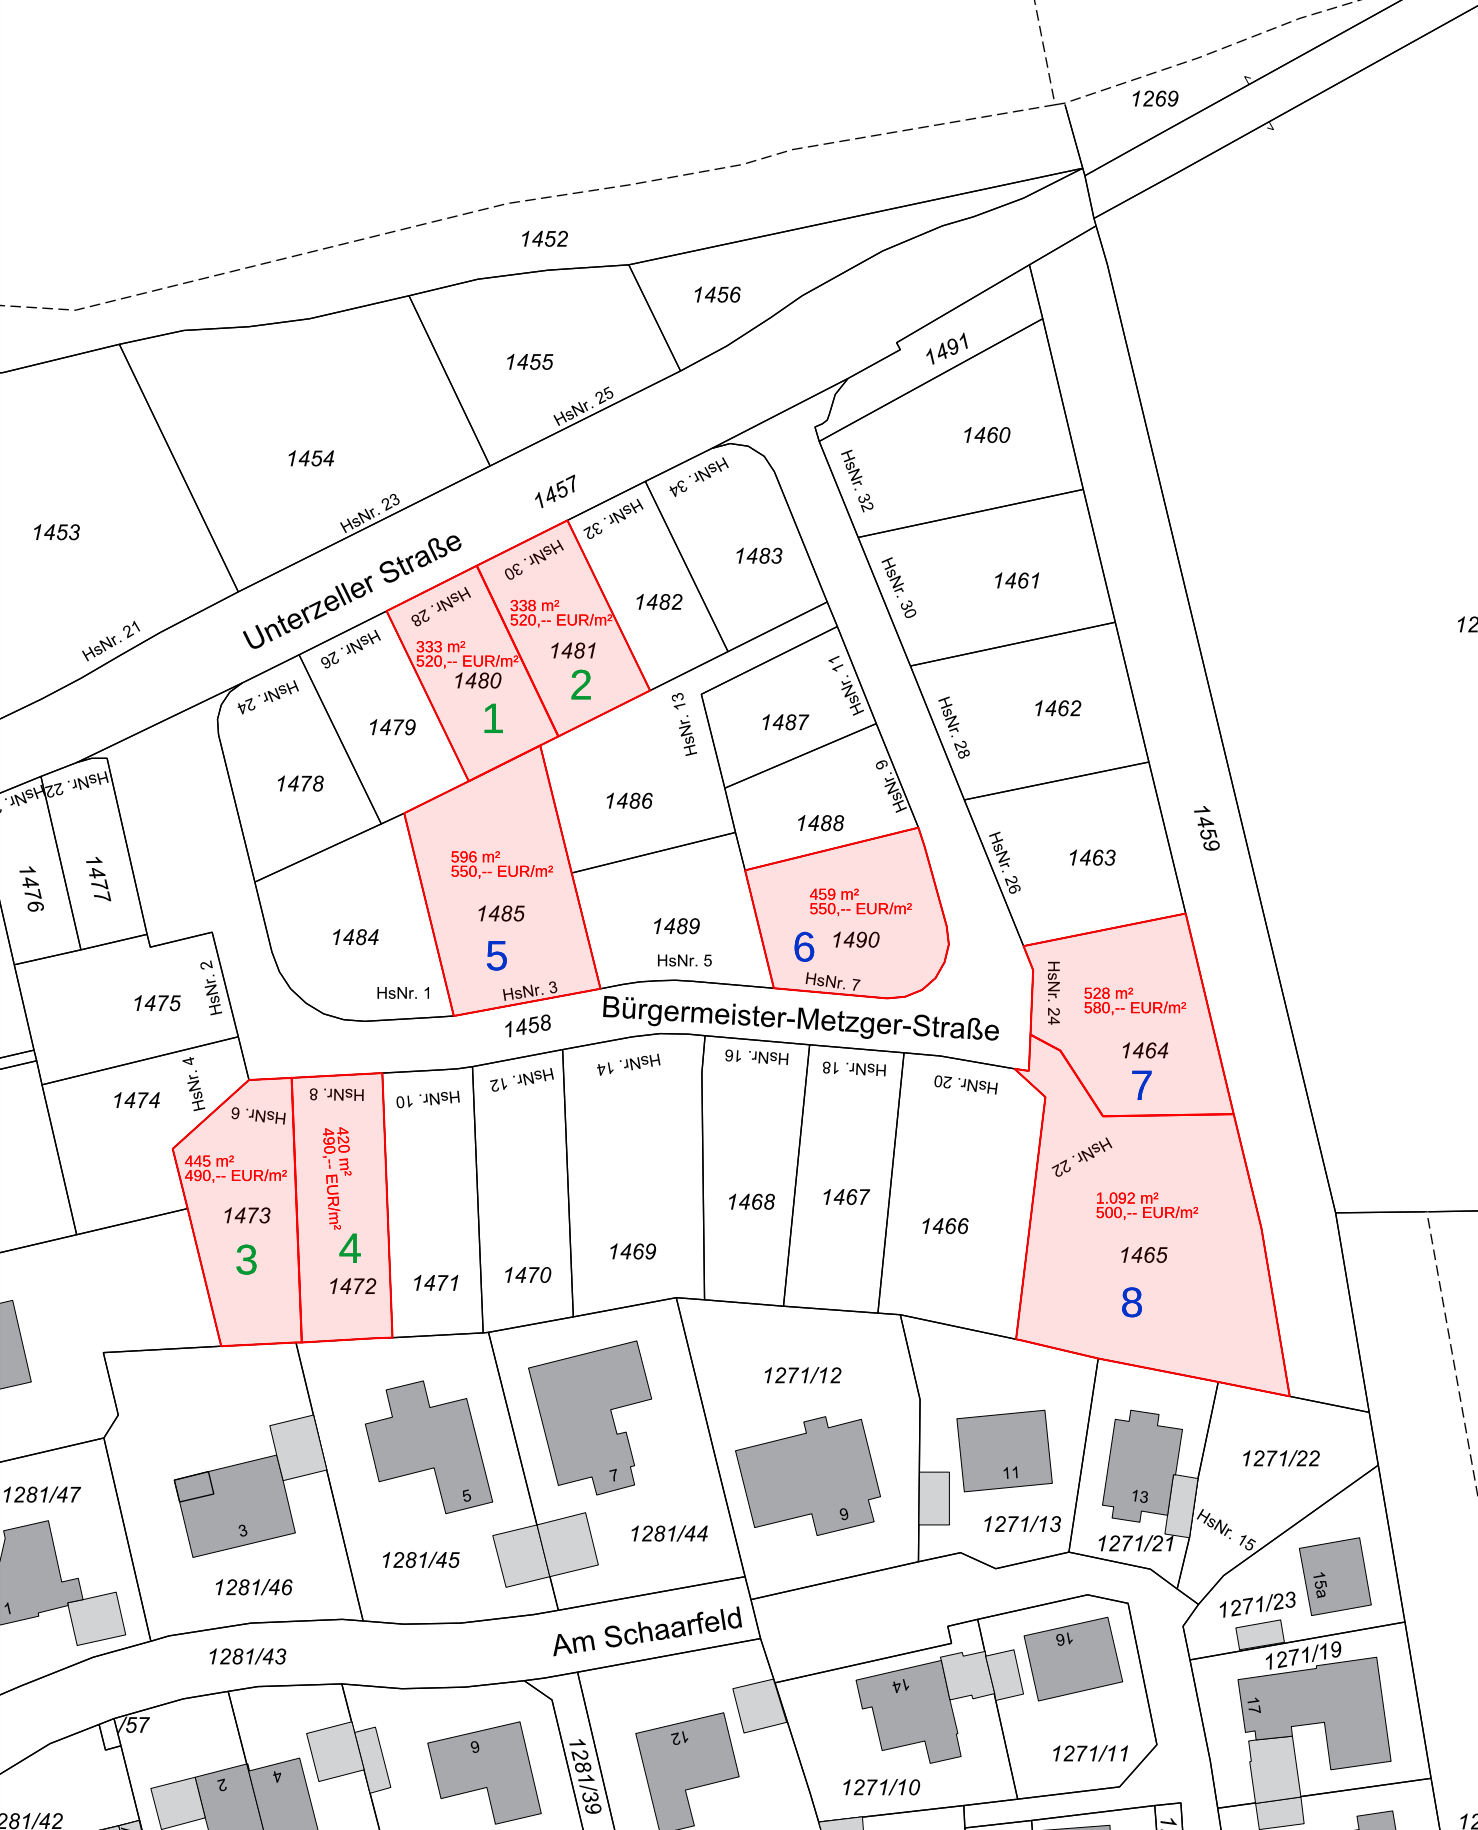 1269
1452
1456
1455
1491
HsNr. 25
1454
1460
1457
HsNr. 34
HsNr. 32
HsNr. 23
HsNr. 32
1453
Unterzeller Straße
HsNr. 30
1483
1461
HsNr. 30
338 m²
520,-- EUR/m²
1482
HsNr. 28
HsNr. 21
HsNr. 26
333 m²
520,-- EUR/m²
1481
1480
2
1
HsNr. 24
1479
HsNr. 13
1487
HsNr. 11
HsNr. 28
1462
1478
1486
HsNr. 9
1488
HsNr. 22
1476
1477
596 m²
550,-- EUR/m²
1485
5
HsNr. 3
459 m²
550,-- EUR/m²
6
1490
HsNr. 7
HsNr. 26
1463
1459
1484
HsNr. 1
1489
HsNr. 5
1475
HsNr. 2
1458
Bürgermeister-Metzger-Straße
HsNr. 24
528 m²
580,-- EUR/m²
1464
7
1474
HsNr. 4
HsNr. 6
HsNr. 8
HsNr. 10
HsNr. 12
HsNr. 14
HsNr. 16
HsNr. 18
HsNr. 20
HsNr. 22
445 m²
490,-- EUR/m²
1473
3
420 m²
490,-- EUR/m²
4
1472
1471
1470
1469
1468
1467
1466
1.092 m²
500,-- EUR/m²
1465
8
1271/12
1271/22
1281/47
3
5
7
9
11
13
1271/13
1271/21
HsNr. 15
1281/46
1281/45
1281/44
15a
1
1271/23
Am Schaarfeld
1281/43
16
1271/19
14
17
/57
6
12
1271/11
1281/39
2
4
1271/10
281/42